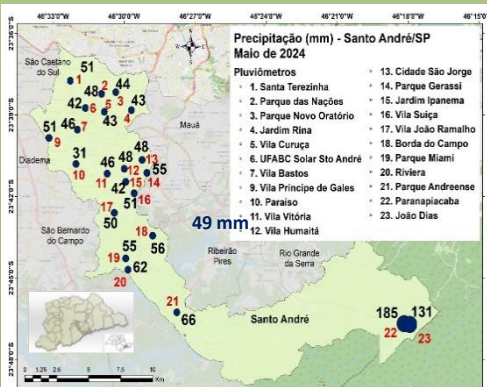 46°33'0"W 46°30'0"W 46°27'0"W 46°18'0"W 46°15'0"W
23°36'0"S
23°39'0"S
23°42'0"S
23°46'0"S
23°48'0"S
Precipitação (mm) - Santo André/SP
Maio de 2024
Pluviômetros
1. Santa Terezinha
2. Parque das Nações
3. Parque Novo Oratório
4. Jardim Rina
5. Vila Curuça
6. UFABC Solar Sto André
7. Vila Bastos
9. Vila Príncipe de Gales
10. Paraíso
11. Vila Vitória
12. Vila Humaitá
13. Cidade São Jorge
14. Parque Gerassi
15. Jardim Ipanema
16. Vila Suiça
17. Vila João Ramalho
18. Borda do Campo
19. Parque Miami
20. Riviera
21. Parque Andreense
22. Paranapiacaba
23. João Dias
São Caetano
do Sul
51
1
48
2
44
3
42
6
43
5
43
4
46
7
51
9
Mauá
Diadema
31
10
46
11
48
12
48
13
55
14
42
15
16
50
17
49 mm
São Bernardo
do Campo
18
56
Ribeirão
Pires
Rio Grande
da Serra
55
19
62
20
21
66
Santo André
185
22
131
23
0 1,25 2,5 5 7,5 10
Km